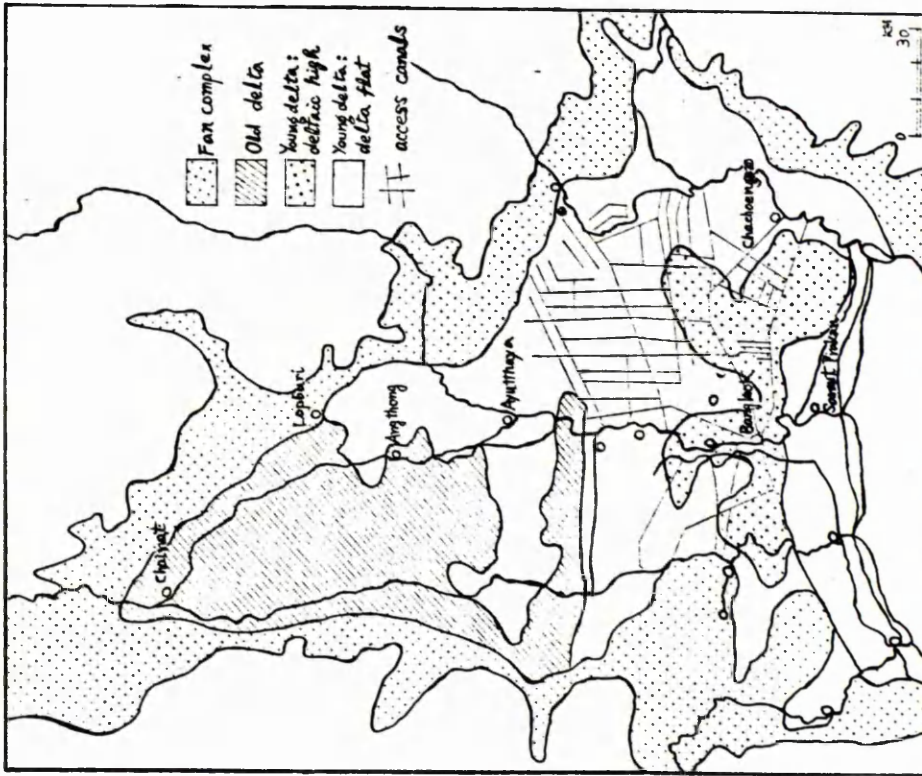 Fan complex
Old delta
Young delta:
deltaic high
Young delta:
delta flat
access canals
Chainat
Lopburi
Angthong
Ayutthaya
Bangkok
Chachoengsao
Samut Prakan
0 30
KM